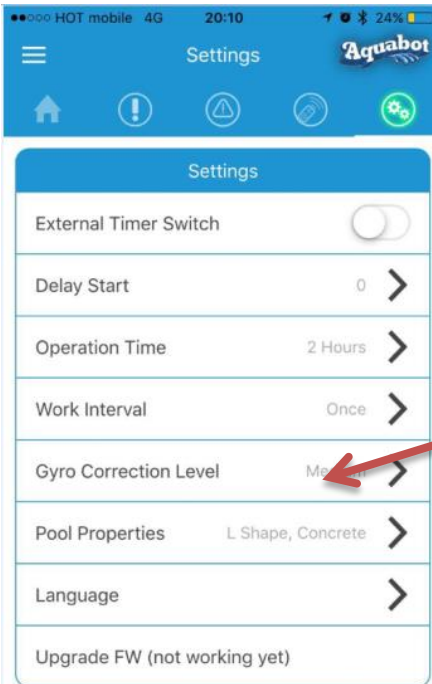 HOT mobile 4G 20:10 24%
Settings Aquabot
Settings
External Timer Switch
Delay Start 0
Operation Time 2 Hours
Work Interval Once
Gyro Correction Level
Pool Properties L Shape, Concrete
Language
Upgrade FW (not working yet)